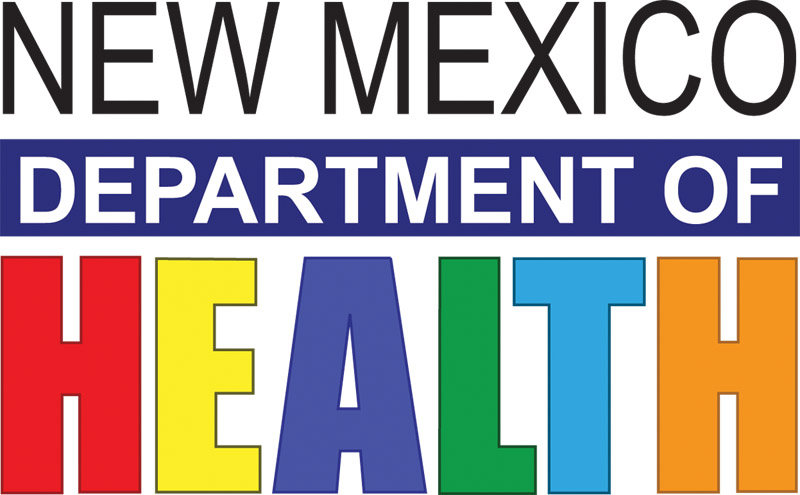 NEW MEXICO
DEPARTMENT OF
HEALTH